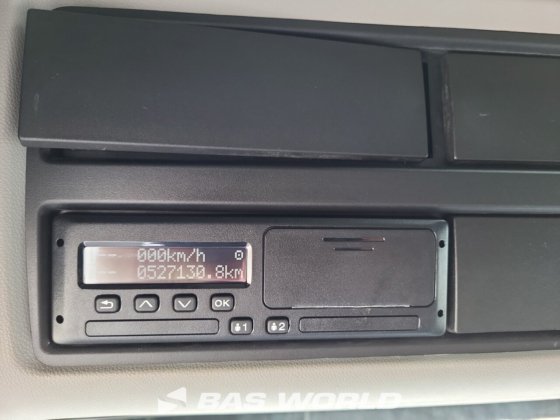 -- 000km/h
-- 0527130.8km
OK
1 2
BAS WORLD